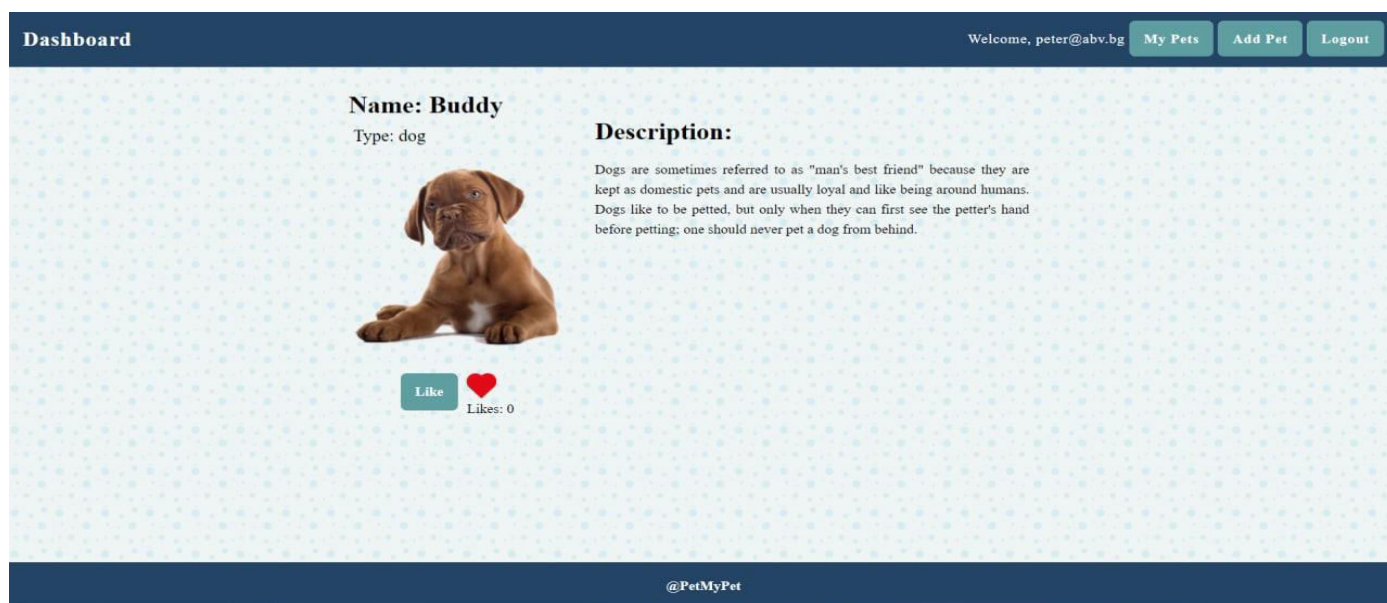 Dashboard
Welcome, peter@abv.bg
My Pets
Add Pet
Logout
Name: Buddy
Type: dog
Description:
Dogs are sometimes referred to as "man's best friend" because they are
kept as domestic pets and are usually loyal and like being around humans.
Dogs like to be petted, but only when they can first see the petter's hand
before petting; one should never pet a dog from behind.
Like
Likes: 0
@PetMyPet